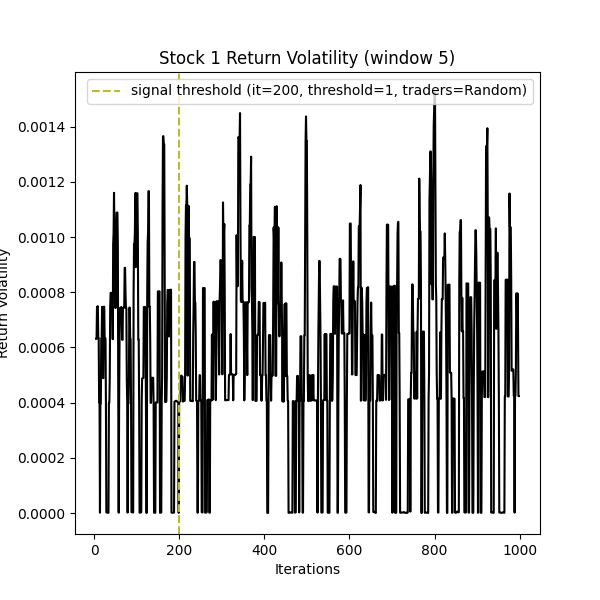 Stock 1 Return Volatility (window 5)
signal threshold (it=200, threshold=1, traders=Random)
0.0014
0.0012
0.0010
0.0008
0.0006
0.0004
0.0002
0.0000
Return Volatility
0 200 400 600 800 1000
Iterations